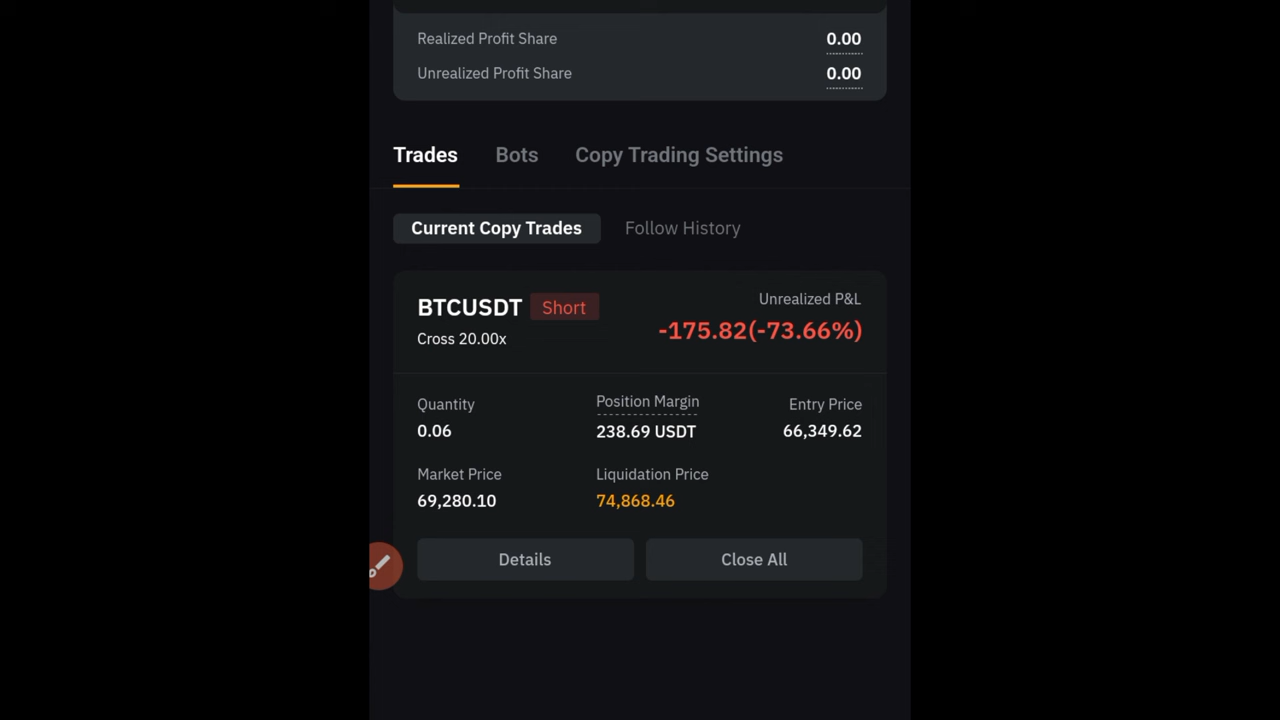 Realized Profit Share 0.00
Unrealized Profit Share 0.00
Trades Bots Copy Trading Settings
Current Copy Trades Follow History
BTCUSDT Short Unrealized P&L
Cross 20.00x -175.82(-73.66%)
Quantity Position Margin Entry Price
0.06 238.69 USDT 66,349.62
Market Price Liquidation Price
69,280.10 74,868.46
Details Close All